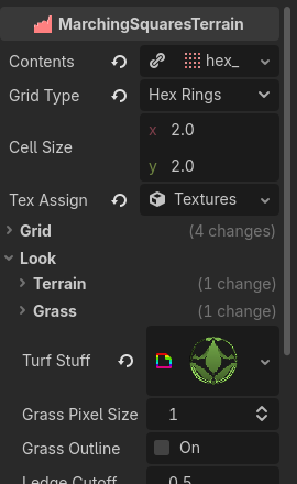 MarchingSquaresTerrain
Contents hex_
Grid Type Hex Rings
x 2.0
Cell Size
y 2.0
Tex Assign Textures
Grid (4 changes)
Look
Terrain (1 change)
Grass (1 change)
Turf Stuff
Grass Pixel Size 1
Grass Outline On
Ledge Cutoff 0.5